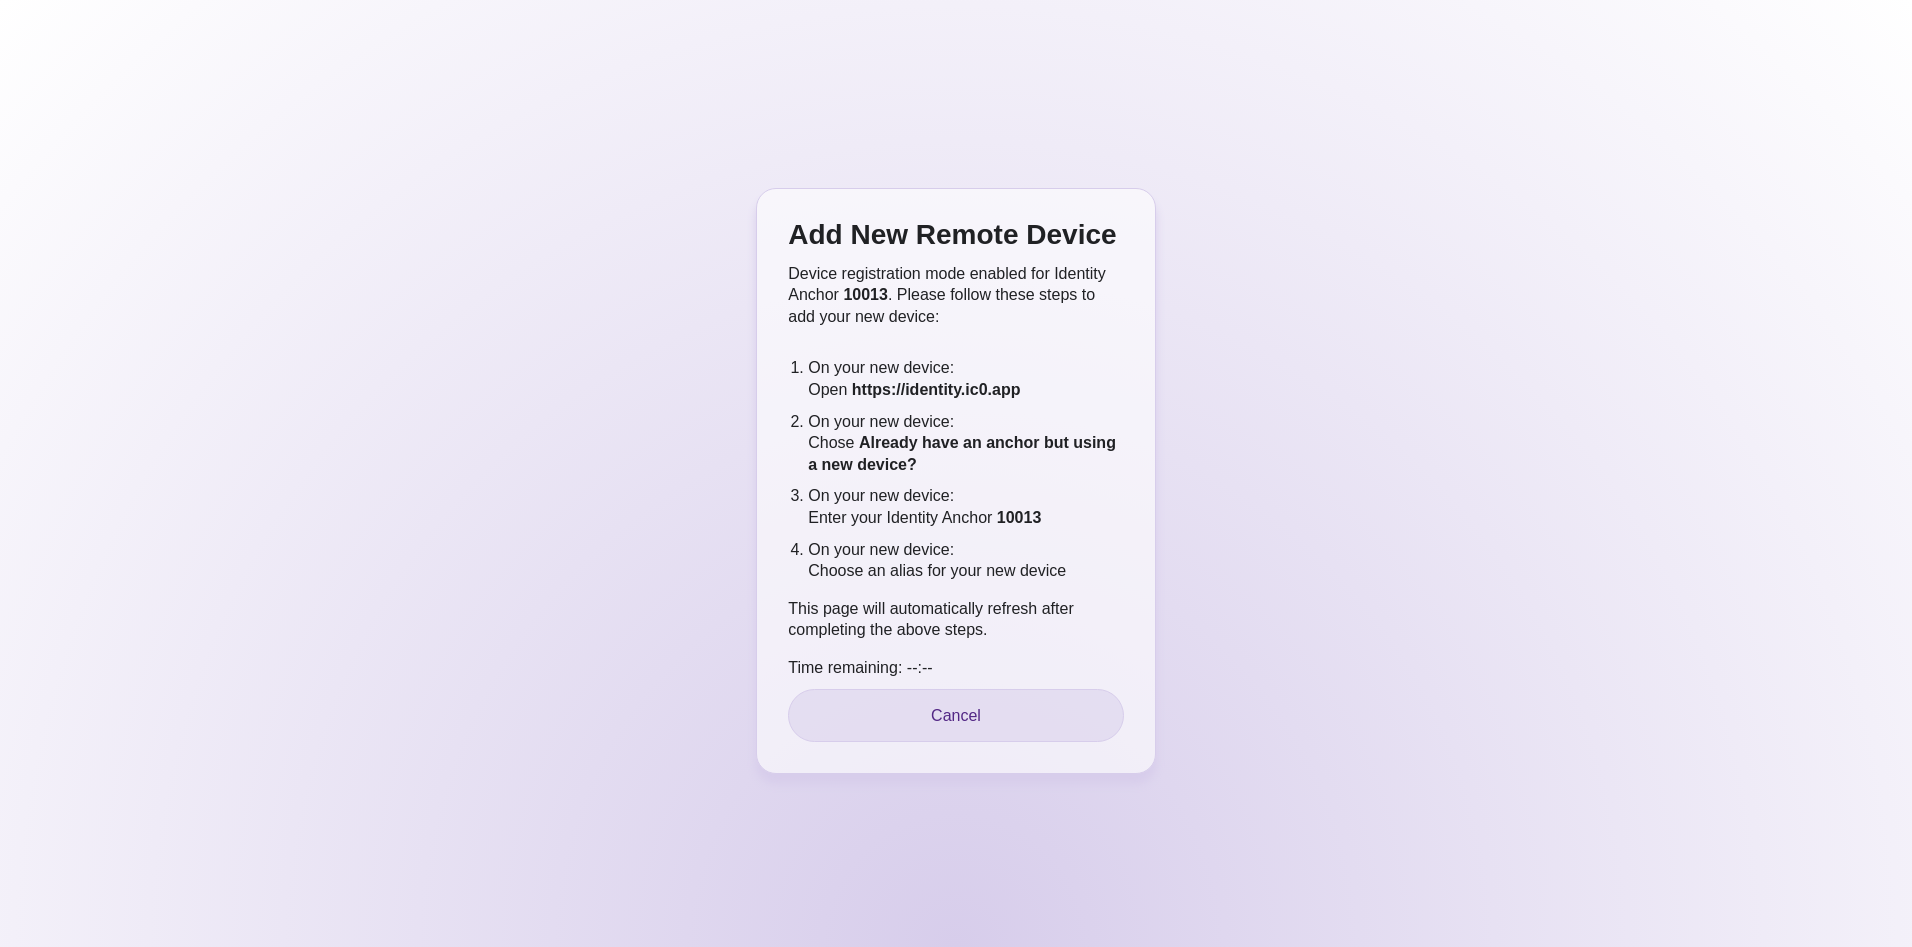 Add New Remote Device
Device registration mode enabled for Identity
Anchor 10013. Please follow these steps to
add your new device:
1. On your new device:
Open https://identity.ic0.app
2. On your new device:
Chose Already have an anchor but using
a new device?
3. On your new device:
Enter your Identity Anchor 10013
4. On your new device:
Choose an alias for your new device
This page will automatically refresh after
completing the above steps.
Time remaining: --:--
Cancel